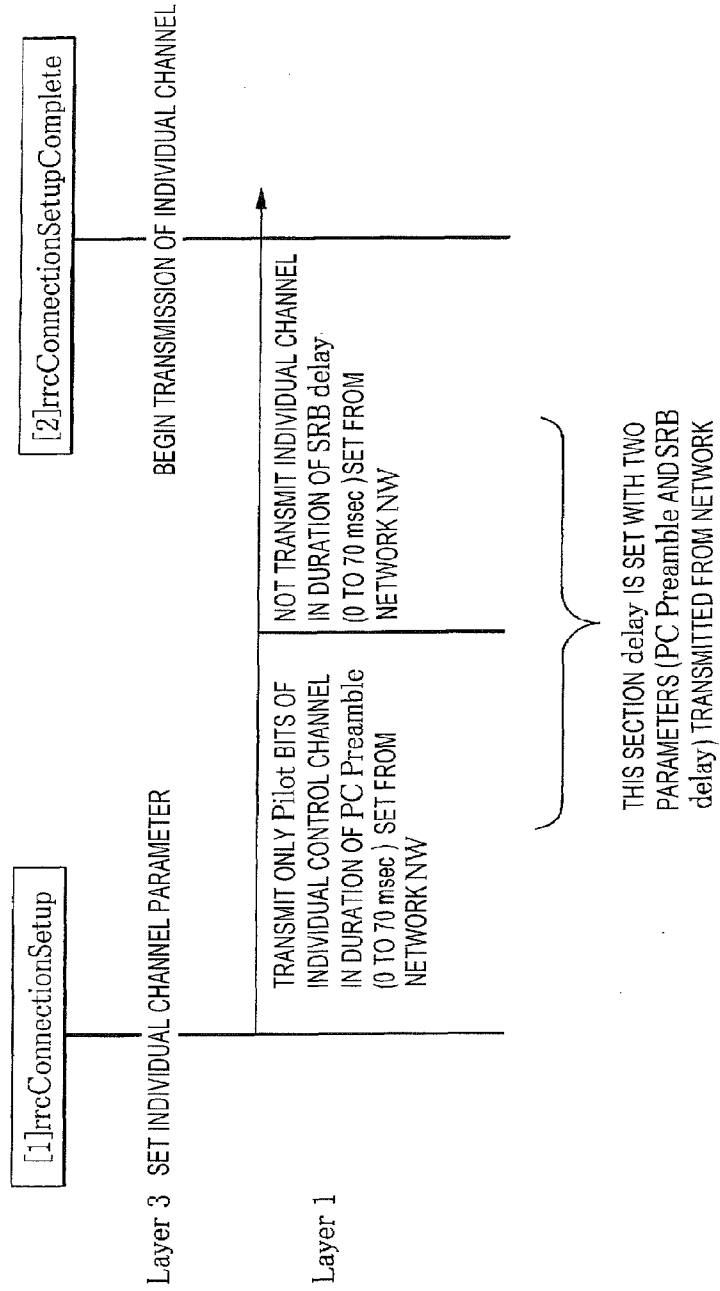 [1]rrcConnectionSetup
[2]rrcConnectionSetupComplete
Layer 3 SET INDIVIDUAL CHANNEL PARAMETER
BEGIN TRANSMISSION OF INDIVIDUAL CHANNEL
Layer 1
TRANSMIT ONLY Pilot BITS OF
INDIVIDUAL CONTROL CHANNEL
IN DURATION OF PC Preamble
(0 TO 70 msec ) SET FROM
NETWORK NW
NOT TRANSMIT INDIVIDUAL CHANNEL
IN DURATION OF SRB delay
(0 TO 70 msec )SET FROM
NETWORK NW
THIS SECTION delay IS SET WITH TWO
PARAMETERS (PC Preamble AND SRB
delay) TRANSMITTED FROM NETWORK